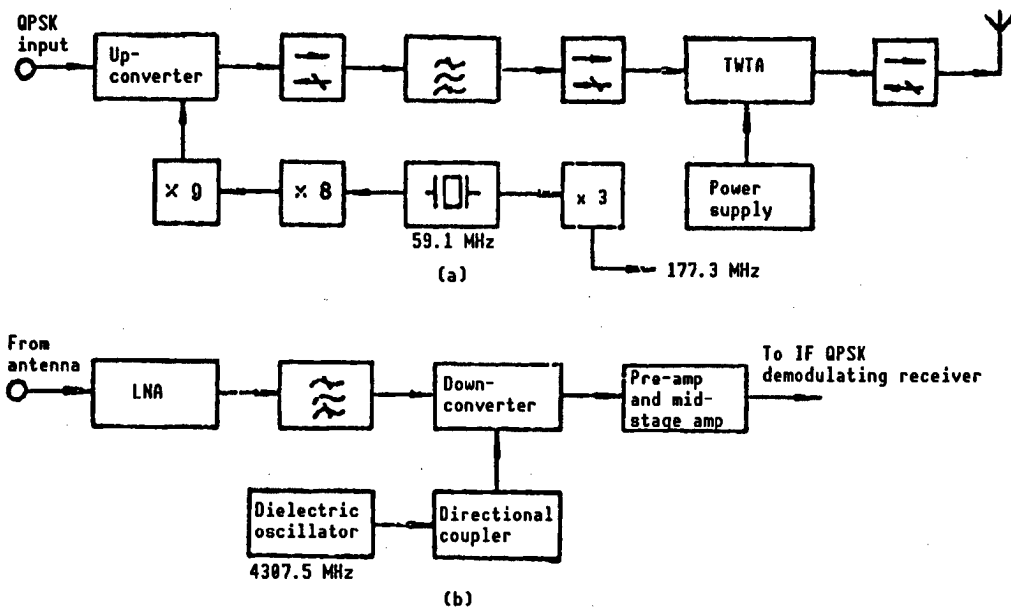 QPSK
input
Up-
converter
TWTA
× 9
× 8
x 3
Power
supply
59.1 MHz
177.3 MHz
(a)
From
antenna
LNA
Down-
converter
Pre-amp
and mid-
stage amp
To IF QPSK
demodulating receiver
Dielectric
oscillator
Directional
coupler
4307.5 MHz
(b)